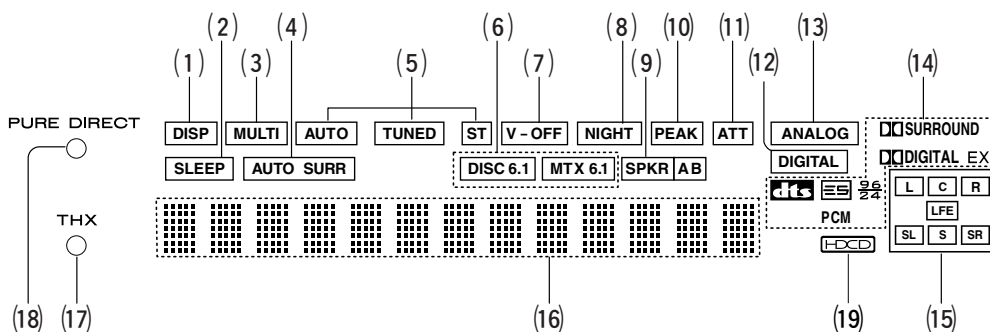 (1) (2) (3) (4) (5) (6) (7) (8) (9) (10) (11) (12) (13) (14)
PURE DIRECT
DISP MULTI AUTO TUNED ST V – OFF NIGHT PEAK ATT ANALOG SURROUND
SLEEP AUTO SURR DISC 6.1 MTX 6.1 SPKR A B DIGITAL DIGITAL EX
dts ES 96/24
L C R
LFE
THX
PCM
SL S SR
HDCD
(18) (17) (16) (19) (15)